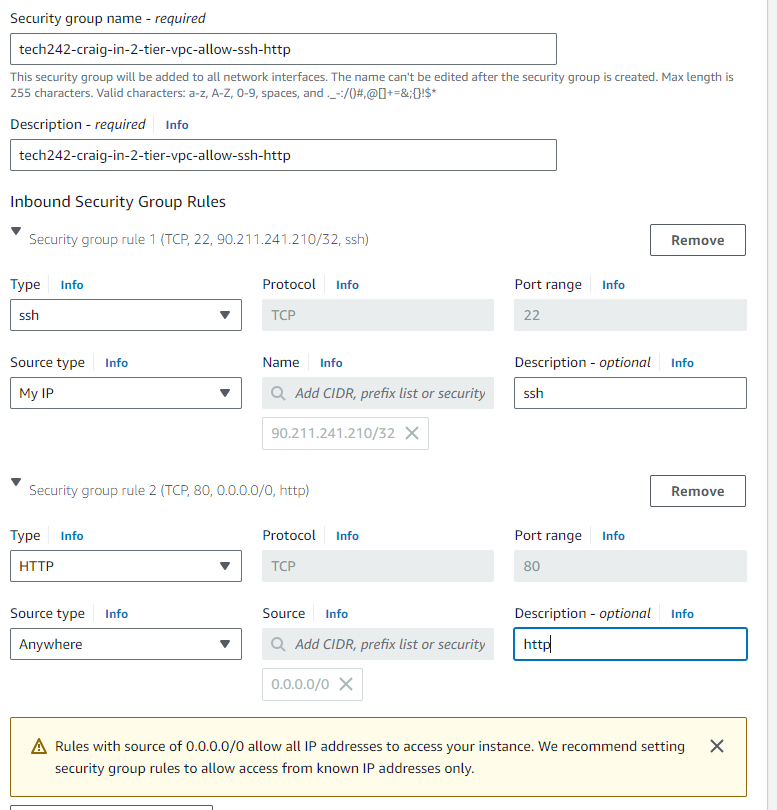 Security group name - required
tech242-craig-in-2-tier-vpc-allow-ssh-http
This security group will be added to all network interfaces. The name can't be edited after the security group is created. Max length is
255 characters. Valid characters: a-z, A-Z, 0-9, spaces, and ._-:/()#,@[]+=&;{}!$*
Description - required Info
tech242-craig-in-2-tier-vpc-allow-ssh-http
Inbound Security Group Rules
Security group rule 1 (TCP, 22, 90.211.241.210/32, ssh)
Remove
Type Info Protocol Info Port range Info
ssh TCP 22
Source type Info Name Info Description - optional Info
My IP Add CIDR, prefix list or security ssh
90.211.241.210/32
Security group rule 2 (TCP, 80, 0.0.0.0/0, http)
Remove
Type Info Protocol Info Port range Info
HTTP TCP 80
Source type Info Source Info Description - optional Info
Anywhere Add CIDR, prefix list or security http
0.0.0.0/0
Rules with source of 0.0.0.0/0 allow all IP addresses to access your instance. We recommend setting
security group rules to allow access from known IP addresses only.